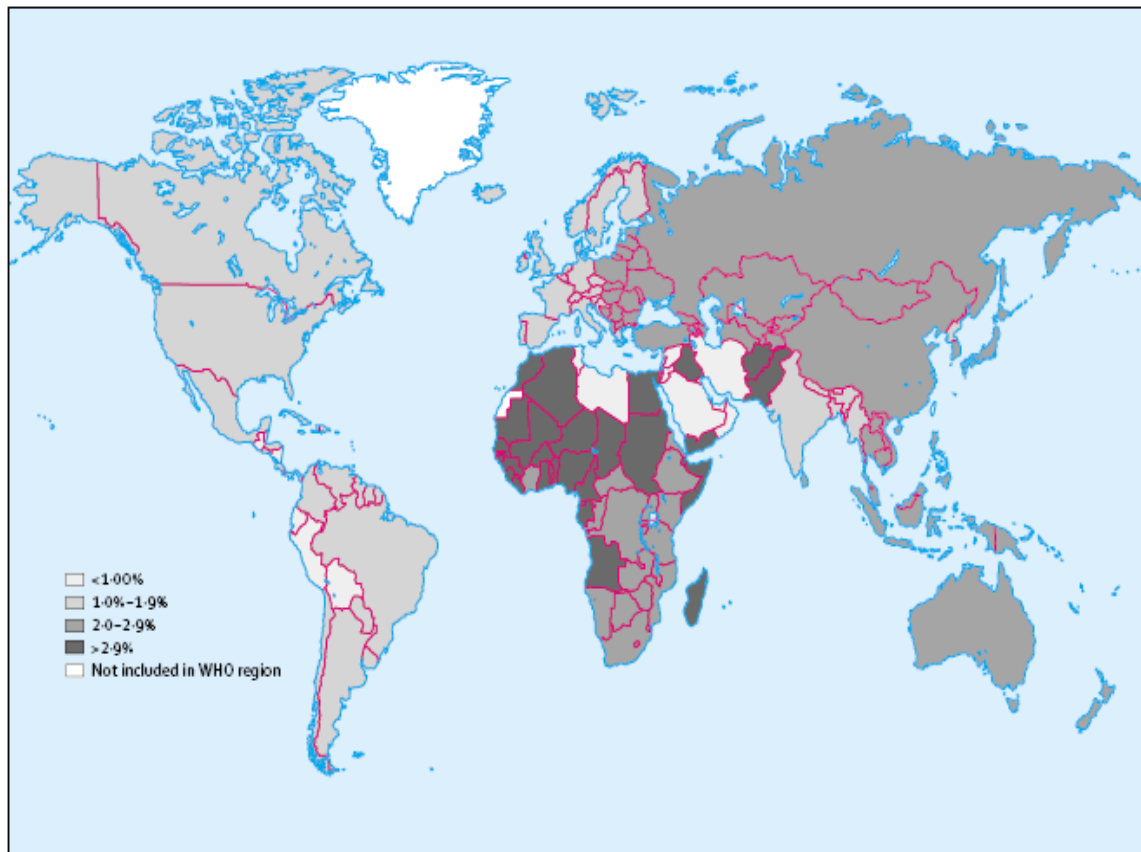 <1·00%
1·0%–1·9%
2·0–2·9%
>2·9%
Not included in WHO region